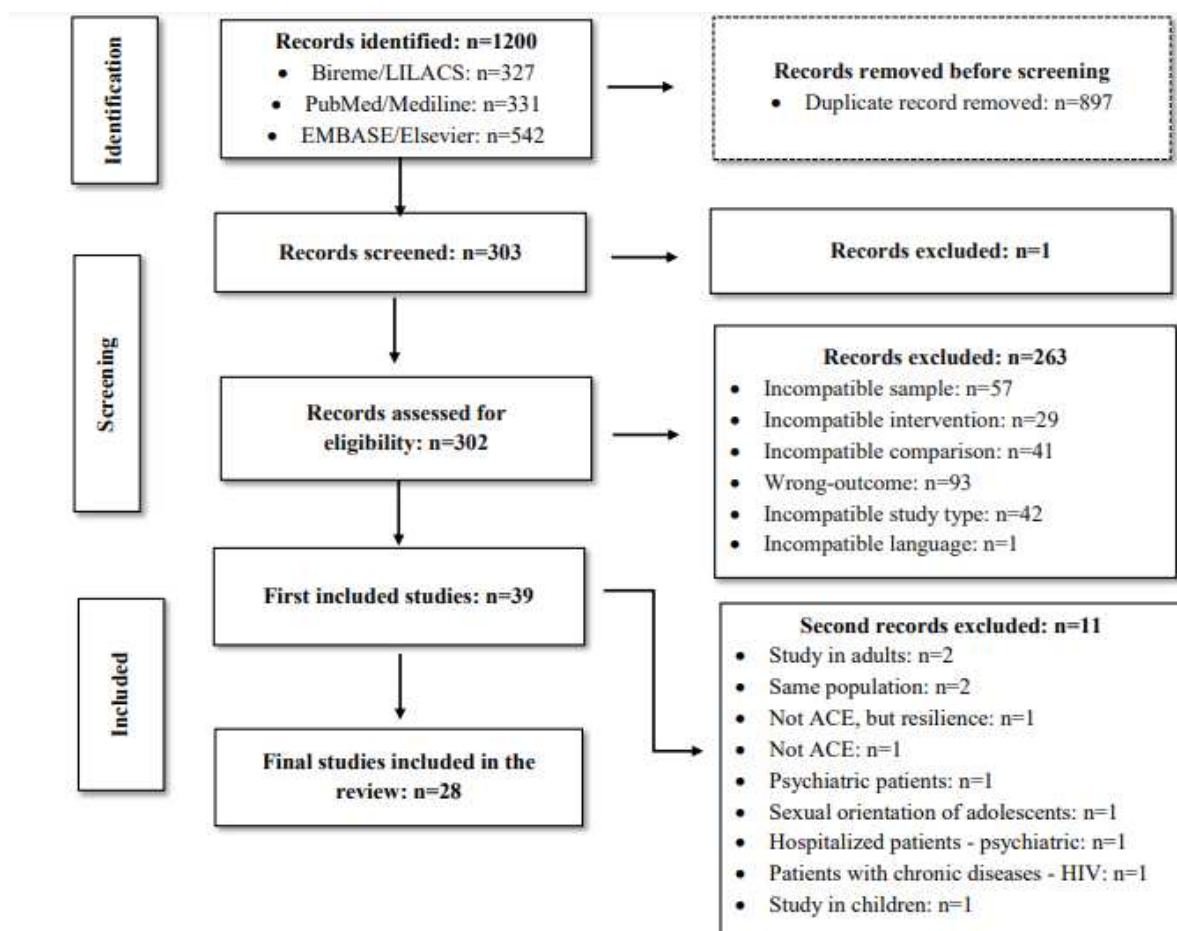 Identification
Records identified: n=1200
• Bireme/LILACS: n=327
• PubMed/Mediline: n=331
• EMBASE/Elsevier: n=542
Records removed before screening
• Duplicate record removed: n=897
Screening
Records screened: n=303
Records excluded: n=1
Records assessed for
eligibility: n=302
Records excluded: n=263
• Incompatible sample: n=57
• Incompatible intervention: n=29
• Incompatible comparison: n=41
• Wrong-outcome: n=93
• Incompatible study type: n=42
• Incompatible language: n=1
Included
First included studies: n=39
Second records excluded: n=11
• Study in adults: n=2
• Same population: n=2
• Not ACE, but resilience: n=1
• Not ACE: n=1
• Psychiatric patients: n=1
• Sexual orientation of adolescents: n=1
• Hospitalized patients - psychiatric: n=1
• Patients with chronic diseases - HIV: n=1
• Study in children: n=1
Final studies included in the
review: n=28